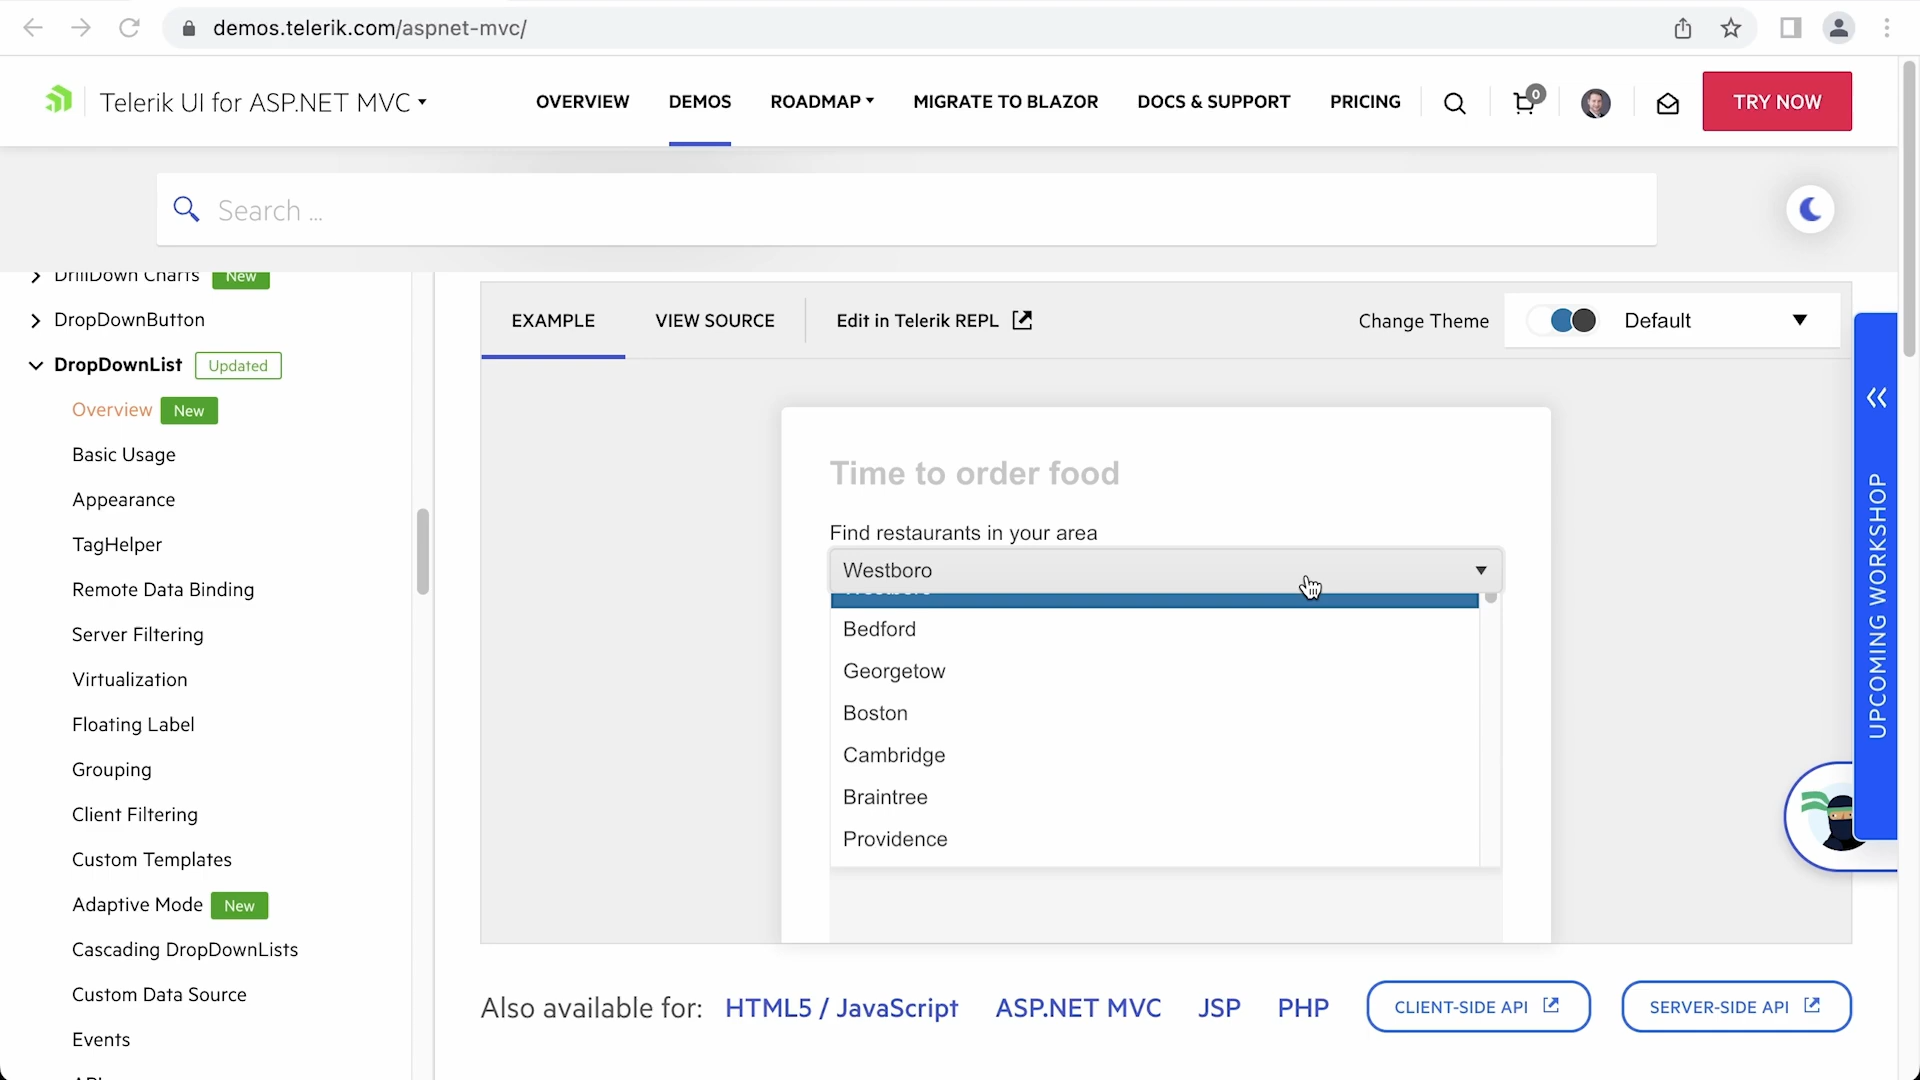 demos.telerik.com/aspnet-mvc/
Telerik UI for ASP.NET MVC
OVERVIEW
DEMOS
ROADMAP
MIGRATE TO BLAZOR
DOCS & SUPPORT
PRICING
0
TRY NOW
Search ...
DrillDown Charts New
DropDownButton
DropDownList Updated
Overview New
Basic Usage
Appearance
TagHelper
Remote Data Binding
Server Filtering
Virtualization
Floating Label
Grouping
Client Filtering
Custom Templates
Adaptive Mode New
Cascading DropDownLists
Custom Data Source
Events
EXAMPLE
VIEW SOURCE
Edit in Telerik REPL
Change Theme
Default
Time to order food
Find restaurants in your area
Westboro
Westboro
Bedford
Georgetow
Boston
Cambridge
Braintree
Providence
UPCOMING WORKSHOP
Also available for: HTML5 / JavaScript ASP.NET MVC JSP PHP
CLIENT-SIDE API
SERVER-SIDE API